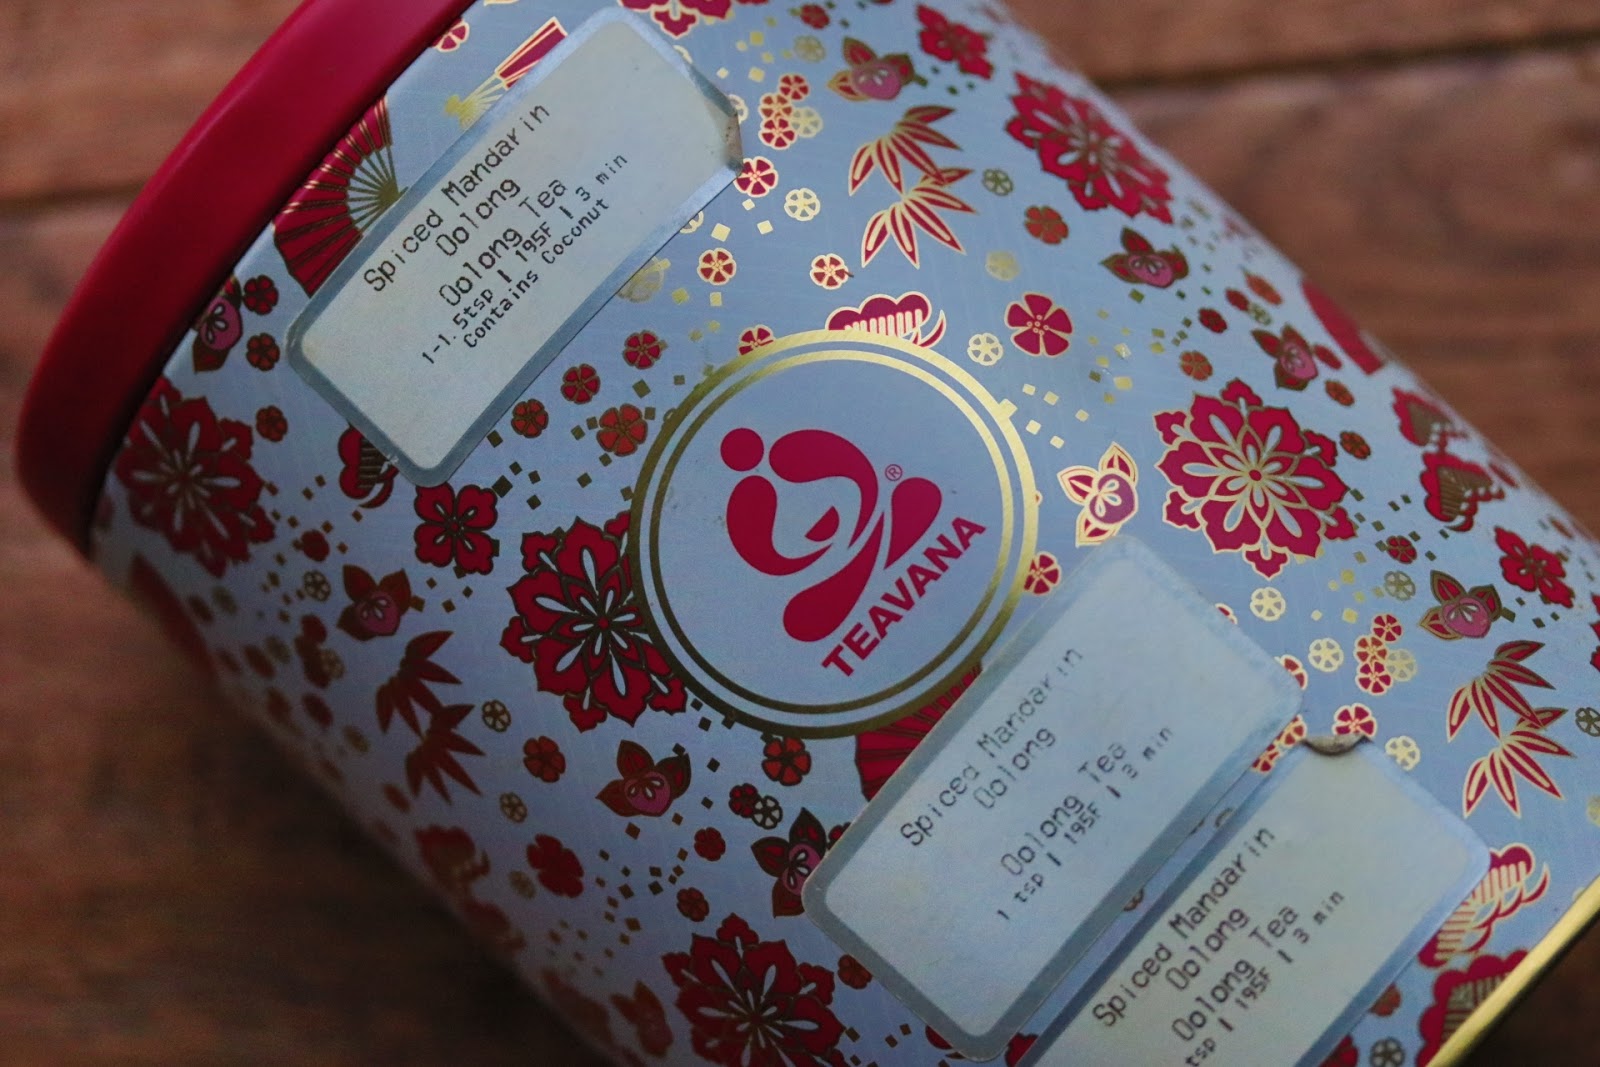 Spiced Mandarin
Oolong
Oolong Tea
1-1.5tsp | 195F | 3 min
Contains Coconut
®
TEAVANA
Spiced Mandarin
Oolong
Oolong Tea
1 tsp | 195F | 3 min
Spiced Mandarin
Oolong
Oolong Tea
tsp | 195F | 3 min